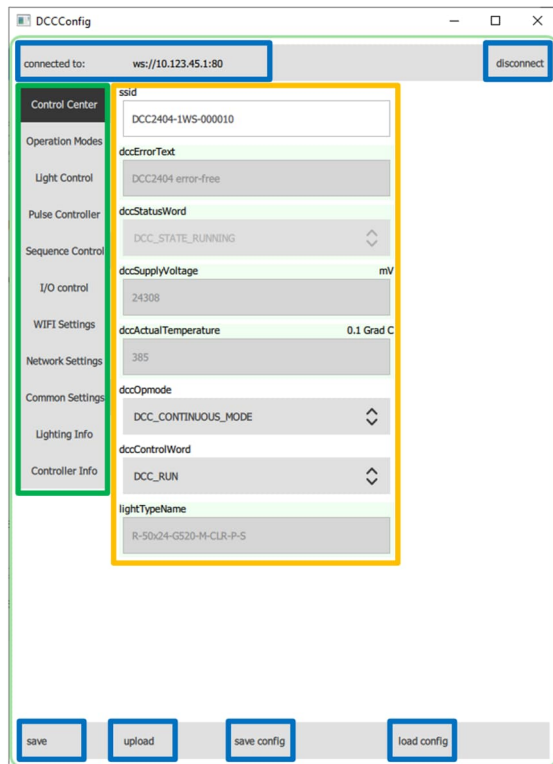 DCCConfig
connected to: ws://10.123.45.1:80 disconnect
Control Center
Operation Modes
Light Control
Pulse Controller
Sequence Control
I/O control
WIFI Settings
Network Settings
Common Settings
Lighting Info
Controller Info
ssid
DCC2404-1WS-000010
dccErrorText
DCC2404 error-free
dccStatusWord
DCC_STATE_RUNNING
dccSupplyVoltage mV
24308
dccActualTemperature 0.1 Grad C
385
dccOpmode
DCC_CONTINUOUS_MODE
dccControlWord
DCC_RUN
lightTypeName
R-50x24-G520-M-CLR-P-S
save upload save config load config